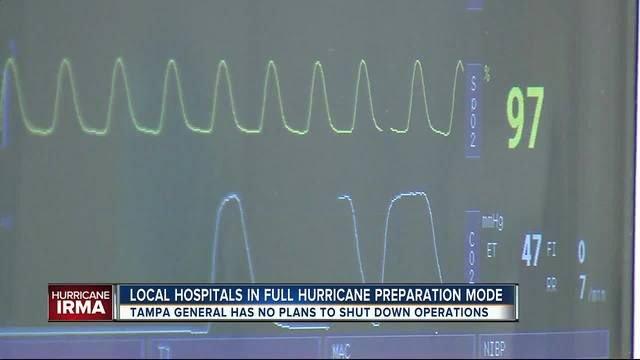 SpO2
%
97
mmHg
ET 47 FI 0
CO2
RR 7 /min
HURRICANE
IRMA
LOCAL HOSPITALS IN FULL HURRICANE PREPARATION MODE
TAMPA GENERAL HAS NO PLANS TO SHUT DOWN OPERATIONS
T1
MAC
NIBP